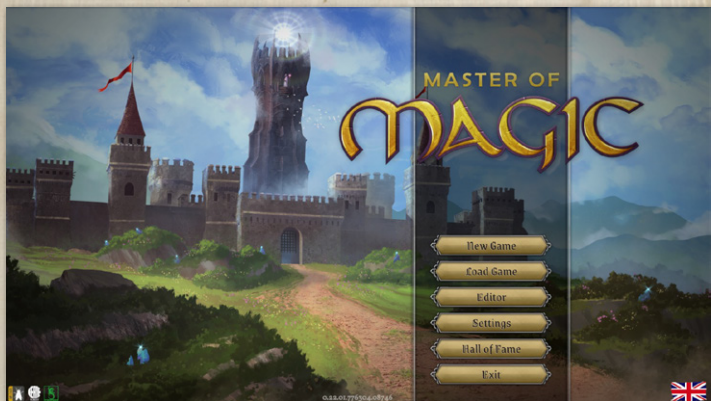 MASTER OF
MAGIC
New Game
Load Game
Editor
Settings
Hall of Fame
Exit